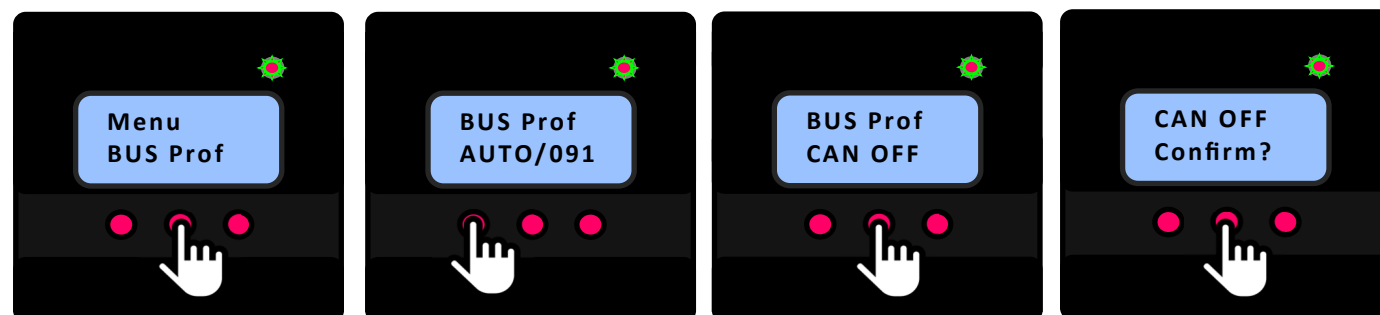 Menu
BUS Prof
BUS Prof
AUTO/091
BUS Prof
CAN OFF
CAN OFF
Confirm?